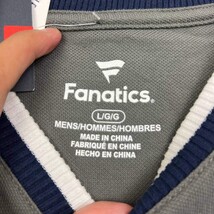 Fanatics®
L/G/G
MENS/HOMMES/HOMBRES
MADE IN CHINA
FABRIQUÉ EN CHINE
HECHO EN CHINA